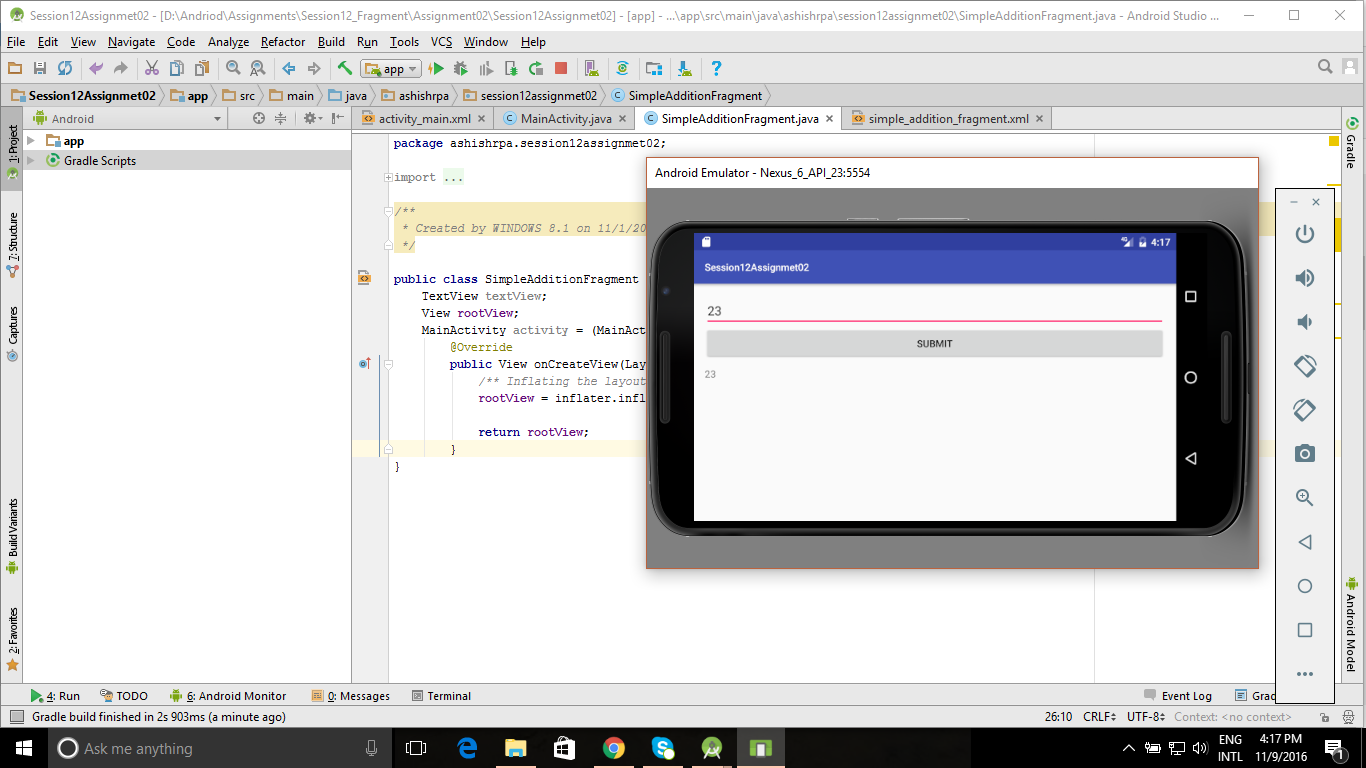 Session12Assignmet02 - [D:\Andriod\Assignments\Session12_Fragment\Assignment02\Session12Assignmet02] - [app] - ...\app\src\main\java\ashishrpa\session12assignmet02\SimpleAdditionFragment.java - Android Studio ...
File Edit View Navigate Code Analyze Refactor Build Run Tools VCS Window Help
app
Session12Assignmet02 app src main java ashishrpa session12assignmet02 SimpleAdditionFragment
Android
activity_main.xml MainActivity.java SimpleAdditionFragment.java simple_addition_fragment.xml
1: Project
7: Structure
Captures
Build Variants
2: Favorites
app
Gradle Scripts
package ashishrpa.session12assignmet02;
import ...
/**
* Created by WINDOWS 8.1 on 11/1/20
*/
public class SimpleAdditionFragment
TextView textView;
View rootView;
MainActivity activity = (MainAct
@Override
public View onCreateView(Lay
/** Inflating the layout
rootView = inflater.infl
return rootView;
}
}
Android Emulator - Nexus_6_API_23:5554
4G 4:17
Session12Assignmet02
23
SUBMIT
23
Gradle
Android Model
4: Run TODO 6: Android Monitor 0: Messages Terminal
Event Log Grad
Gradle build finished in 2s 903ms (a minute ago)
26:10 CRLF UTF-8 Context: <no context>
Ask me anything
ENG
INTL
4:17 PM
11/9/2016
1